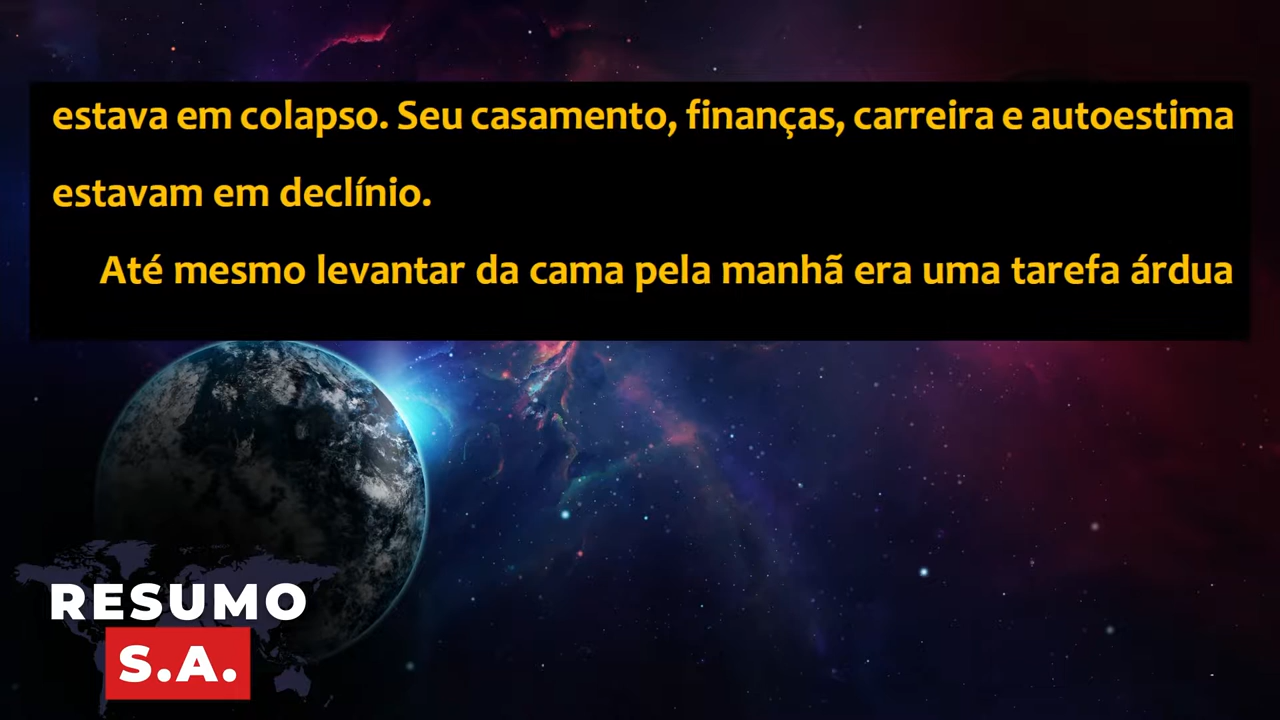 estava em colapso. Seu casamento, finanças, carreira e autoestima
estavam em declínio.
Até mesmo levantar da cama pela manhã era uma tarefa árdua
RESUMO
S.A.